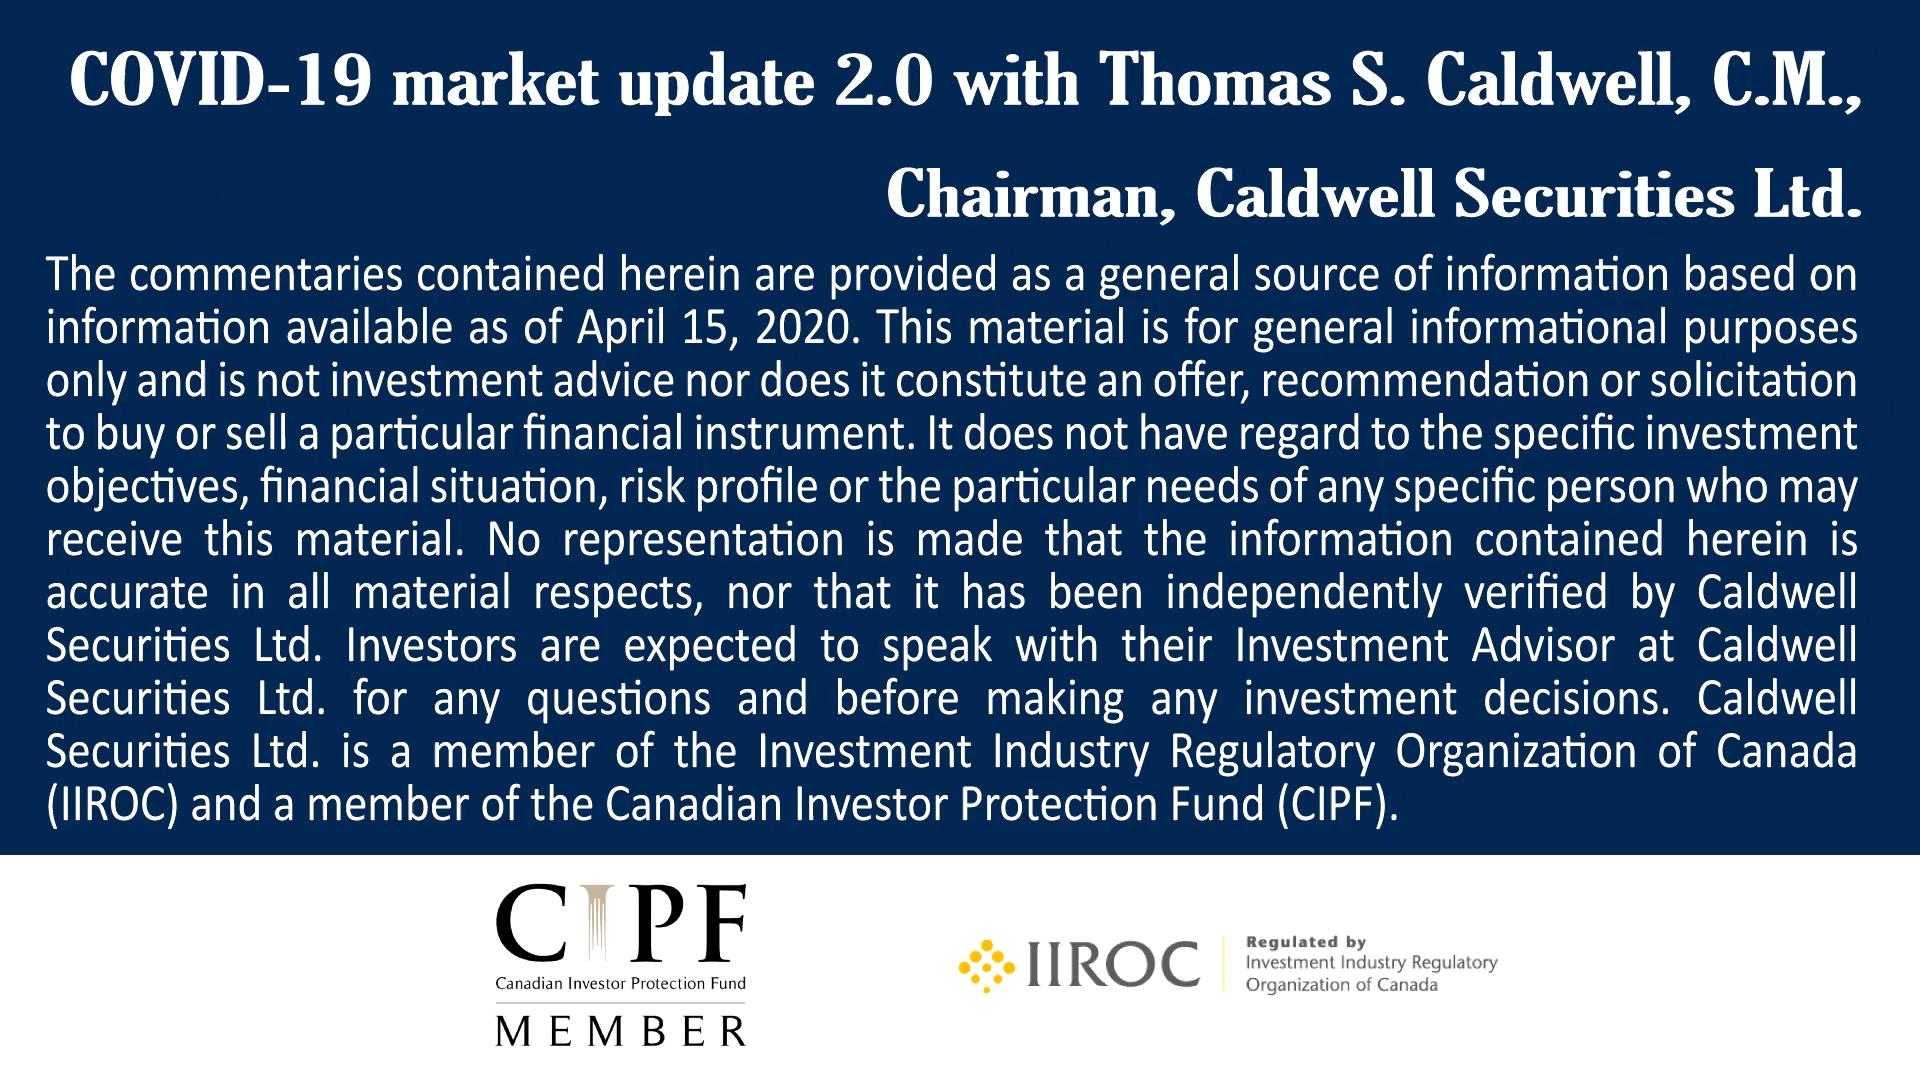 COVID-19 market update 2.0 with Thomas S. Caldwell, C.M.,
Chairman, Caldwell Securities Ltd.
The commentaries contained herein are provided as a general source of information based on
information available as of April 15, 2020. This material is for general informational purposes
only and is not investment advice nor does it constitute an offer, recommendation or solicitation
to buy or sell a particular financial instrument. It does not have regard to the specific investment
objectives, financial situation, risk profile or the particular needs of any specific person who may
receive this material. No representation is made that the information contained herein is
accurate in all material respects, nor that it has been independently verified by Caldwell
Securities Ltd. Investors are expected to speak with their Investment Advisor at Caldwell
Securities Ltd. for any questions and before making any investment decisions. Caldwell
Securities Ltd. is a member of the Investment Industry Regulatory Organization of Canada
(IIROC) and a member of the Canadian Investor Protection Fund (CIPF).
CIPF
Canadian Investor Protection Fund
MEMBER
IIROC
Regulated by
Investment Industry Regulatory
Organization of Canada